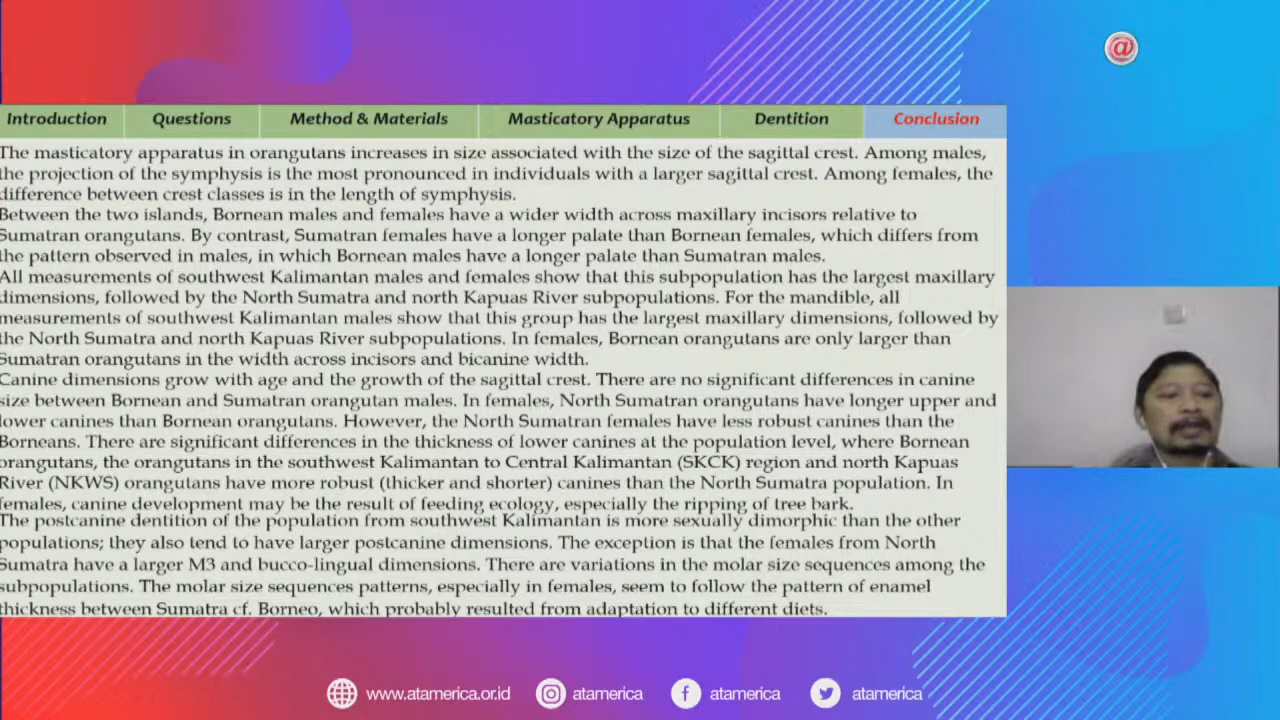 @
Introduction
Questions
Method & Materials
Masticatory Apparatus
Dentition
Conclusion
The masticatory apparatus in orangutans increases in size associated with the size of the sagittal crest. Among males,
the projection of the symphysis is the most pronounced in individuals with a larger sagittal crest. Among females, the
difference between crest classes is in the length of symphysis.
Between the two islands, Bornean males and females have a wider width across maxillary incisors relative to
Sumatran orangutans. By contrast, Sumatran females have a longer palate than Bornean females, which differs from
the pattern observed in males, in which Bornean males have a longer palate than Sumatran males.
All measurements of southwest Kalimantan males and females show that this subpopulation has the largest maxillary
dimensions, followed by the North Sumatra and north Kapuas River subpopulations. For the mandible, all
measurements of southwest Kalimantan males show that this group has the largest maxillary dimensions, followed by
the North Sumatra and north Kapuas River subpopulations. In females, Bornean orangutans are only larger than
Sumatran orangutans in the width across incisors and bicanine width.
Canine dimensions grow with age and the growth of the sagittal crest. There are no significant differences in canine
size between Bornean and Sumatran orangutan males. In females, North Sumatran orangutans have longer upper and
lower canines than Bornean orangutans. However, the North Sumatran females have less robust canines than the
Borneans. There are significant differences in the thickness of lower canines at the population level, where Bornean
orangutans, the orangutans in the southwest Kalimantan to Central Kalimantan (SKCK) region and north Kapuas
River (NKWS) orangutans have more robust (thicker and shorter) canines than the North Sumatra population. In
females, canine development may be the result of feeding ecology, especially the ripping of tree bark.
The postcanine dentition of the population from southwest Kalimantan is more sexually dimorphic than the other
populations; they also tend to have larger postcanine dimensions. The exception is that the females from North
Sumatra have a larger M3 and bucco-lingual dimensions. There are variations in the molar size sequences among the
subpopulations. The molar size sequences patterns, especially in females, seem to follow the pattern of enamel
thickness between Sumatra cf. Borneo, which probably resulted from adaptation to different diets.
www.atamerica.or.id
atamerica
atamerica
atamerica